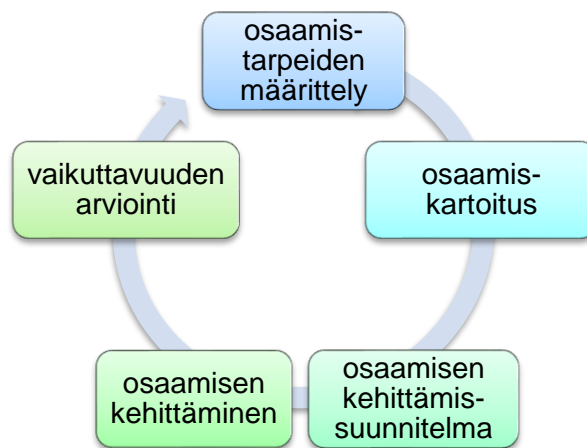 osaamis-
tarpeiden
määrittely
osaamis-
kartoitus
osaamisen
kehittämis-
suunnitelma
osaamisen
kehittäminen
vaikuttavuuden
arviointi